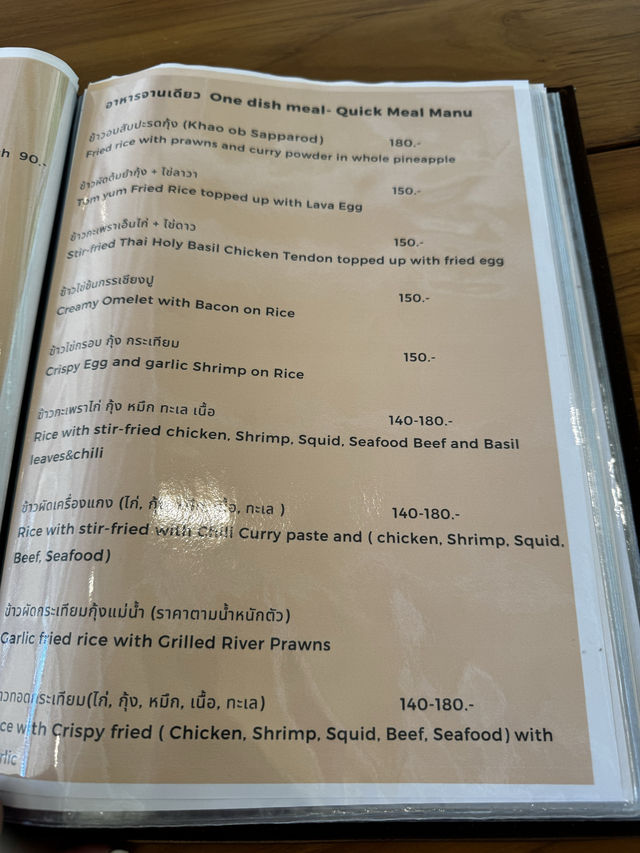 h 90.-
อาหารจานเดียว One dish meal- Quick Meal Manu
ข้าวอบสับปะรดกุ้ง (Khao ob Sapparod) 180.-
Fried rice with prawns and curry powder in whole pineapple
ข้าวผัดต้มยำกุ้ง + ไข่ลาวา 150.-
Tom yum Fried Rice topped up with Lava Egg
ข้าวกะเพราเอ็นไก่ + ไข่ดาว 150.-
Stir-fried Thai Holy Basil Chicken Tendon topped up with fried egg
ข้าวไข่ข้นกรรเชียงปู 150.-
Creamy Omelet with Bacon on Rice
ข้าวไข่กรอบ กุ้ง กระเทียม 150.-
Crispy Egg and garlic Shrimp on Rice
ข้าวกะเพราไก่ กุ้ง หมึก ทะเล เนื้อ 140-180.-
Rice with stir-fried chicken, Shrimp, Squid, Seafood Beef and Basil
leaves&chili
ข้าวผัดเครื่องแกง (ไก่, ทะเล ) 140-180.-
Rice with stir-fried with Chili Curry paste and ( chicken, Shrimp, Squid.
Beef, Seafood)
ข้าวผัดกระเทียมกุ้งแม่น้ำ (ราคาตามน้ำหนักตัว)
Garlic fried rice with Grilled River Prawns
าวทอดกระเทียม(ไก่, กุ้ง, หมึก, เนื้อ, ทะเล) 140-180.-
ce with Crispy fried ( Chicken, Shrimp, Squid, Beef, Seafood) with
rlic